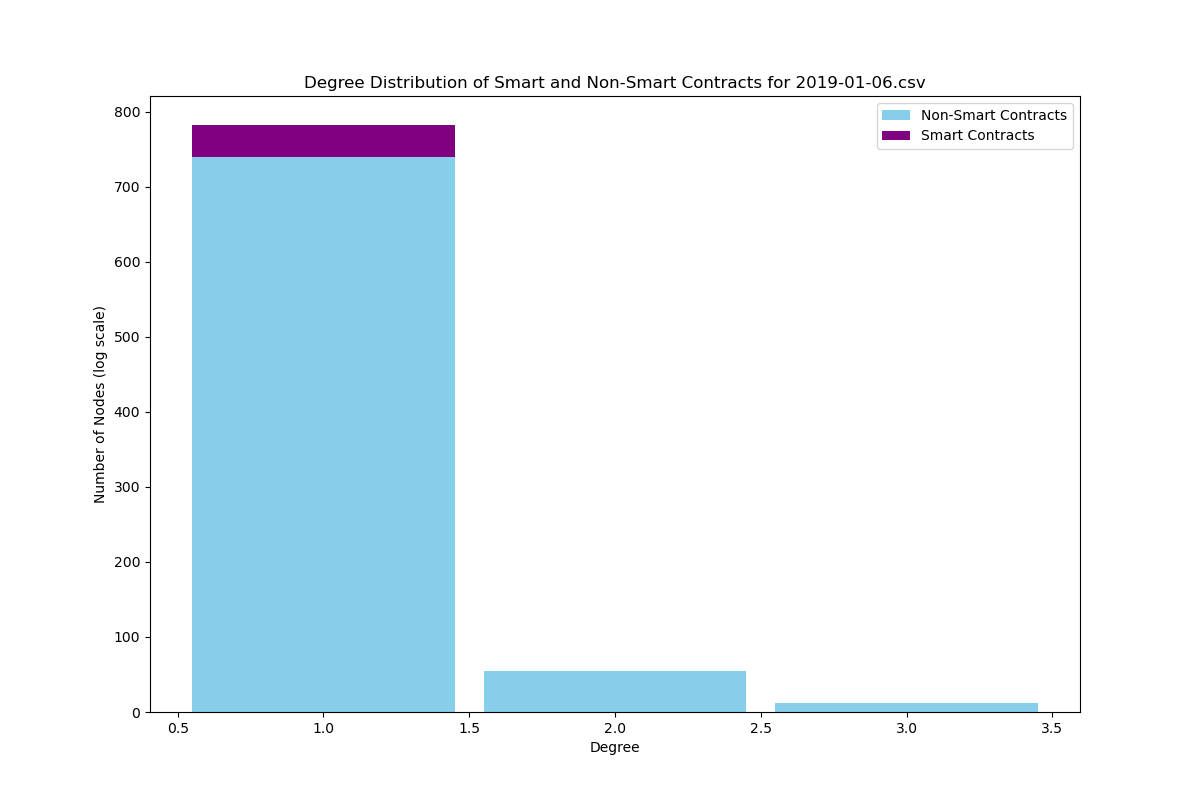 Degree Distribution of Smart and Non-Smart Contracts for 2019-01-06.csv
Non-Smart Contracts
Smart Contracts
Number of Nodes (log scale)
800
700
600
500
400
300
200
100
0
0.5 1.0 1.5 2.0 2.5 3.0 3.5
Degree